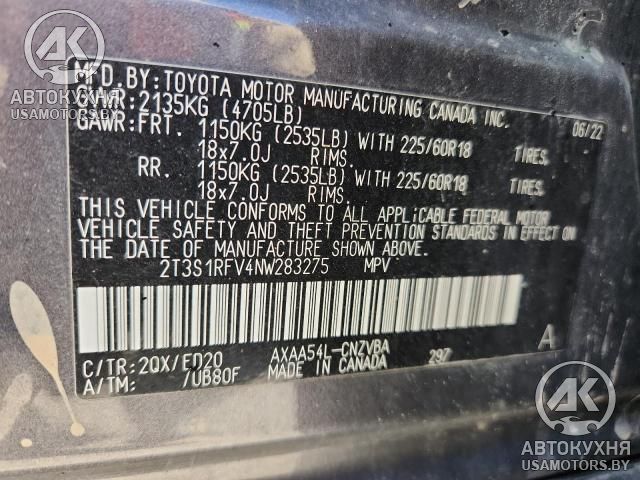 AK
АВТОКУХНЯ
USAMOTORS.BY
MFD.BY:TOYOTA MOTOR MANUFACTURING CANADA INC.
GVWR:2135KG (4705LB) 06/22
GAWR:FRT. 1150KG (2535LB) WITH 225/60R18 TIRES,
18x7.0J RIMS.
RR. 1150KG (2535LB) WITH 225/60R18 TIRES,
18x7.0J RIMS.
THIS VEHICLE CONFORMS TO ALL APPLICABLE FEDERAL MOTOR
VEHICLE SAFETY AND THEFT PREVENTION STANDARDS IN EFFECT ON
THE DATE OF MANUFACTURE SHOWN ABOVE.
2T3S1RFV4NW283275 MPV
C/TR:2QX/ED20 AXAA54L-CNZVBA 297 A
A/TM: /UB80F MADE IN CANADA
AK
АВТОКУХНЯ
USAMOTORS.BY